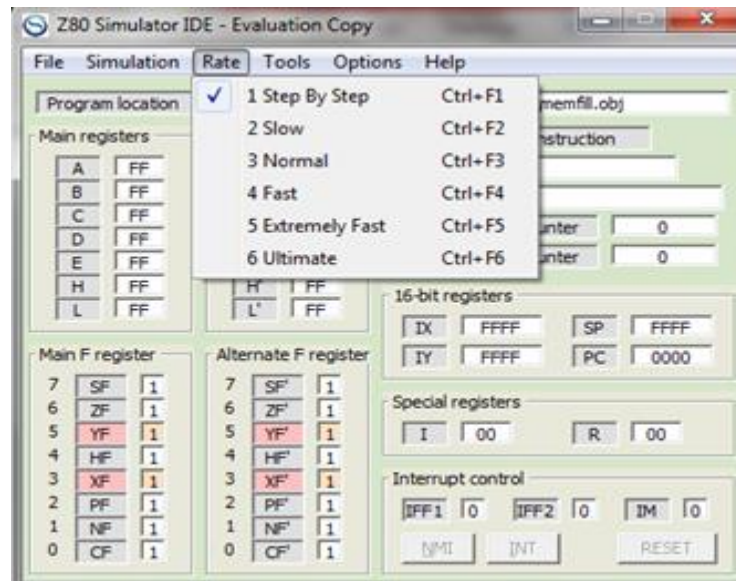 Z80 Simulator IDE - Evaluation Copy
File Simulation Rate Tools Options Help
Program location
memfill.obj
✓ 1 Step By Step Ctrl+F1
2 Slow Ctrl+F2
3 Normal Ctrl+F3
4 Fast Ctrl+F4
5 Extremely Fast Ctrl+F5
6 Ultimate Ctrl+F6
Main registers
A FF
B FF
C FF
D FF
E FF
H FF
L FF
H' FF
L' FF
0
0
16-bit registers
IX FFFF SP FFFF
IY FFFF PC 0000
Main F register
7 SF 1
6 ZF 1
5 YF 1
4 HF 1
3 XF 1
2 PF 1
1 NF 1
0 CF 1
Alternate F register
7 SF' 1
6 ZF' 1
5 YF' 1
4 HF' 1
3 XF' 1
2 PF' 1
1 NF' 1
0 CF' 1
Special registers
I 00 R 00
Interrupt control
IFF1 0 IFF2 0 IM 0
NMI INT RESET